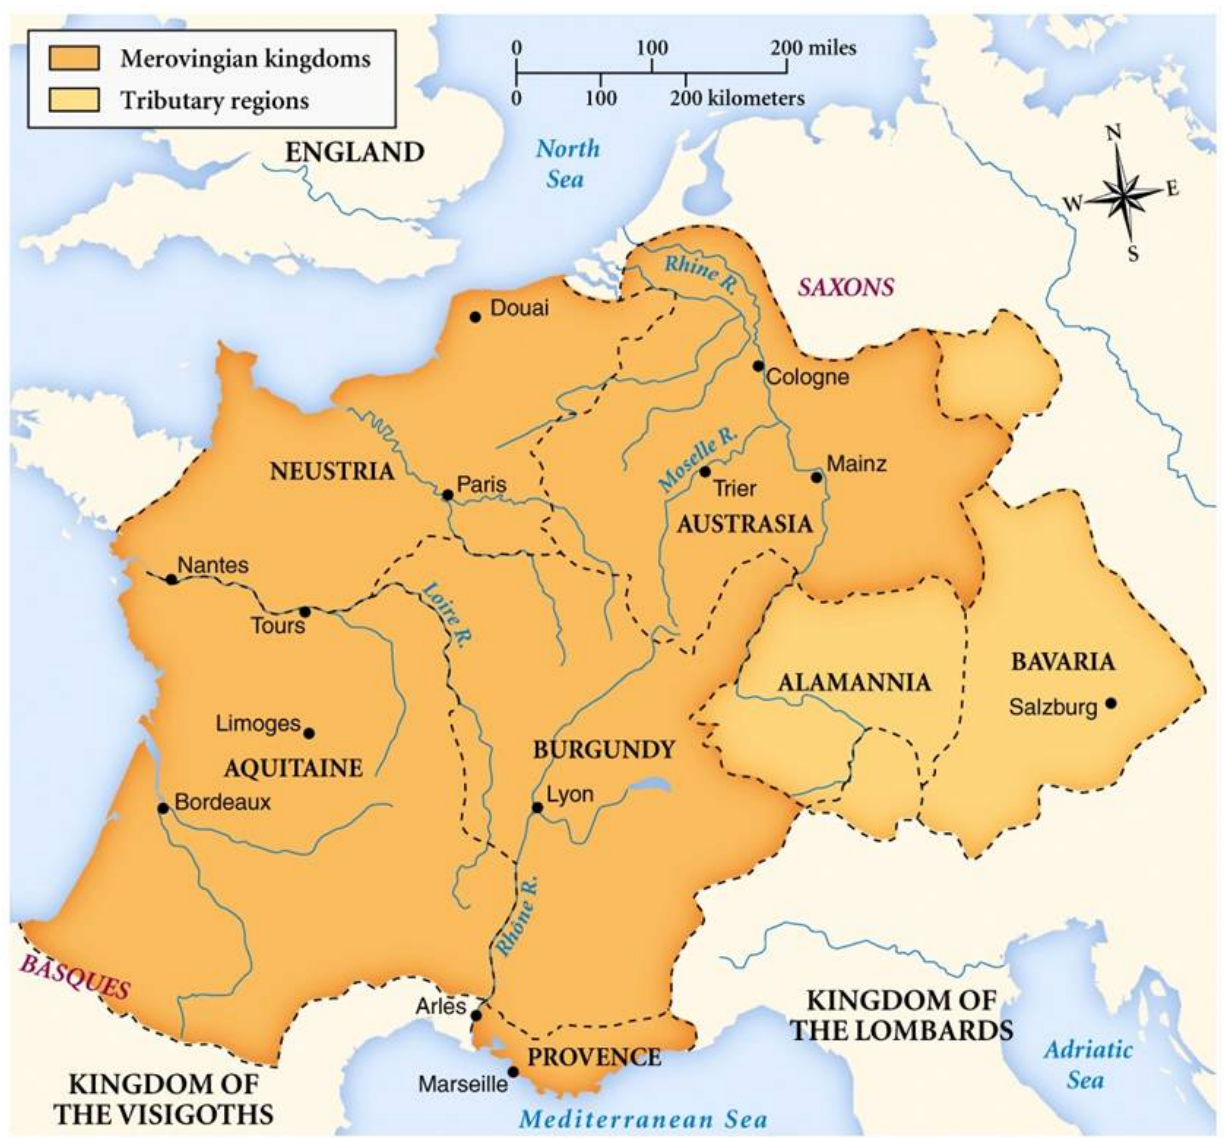 Merovingian kingdoms
Tributary regions
0 100 200 miles
0 100 200 kilometers
ENGLAND
North
Sea
N
W E
S
Rhine R.
SAXONS
Douai
Cologne
NEUSTRIA
Paris
Moselle R.
Mainz
Trier
AUSTRASIA
Nantes
Tours
Loire R.
ALAMANNIA
BAVARIA
Salzburg
Limoges
AQUITAINE
BURGUNDY
Bordeaux
Lyon
Rhône R.
BASQUES
Arles
KINGDOM OF
THE LOMBARDS
PROVENCE
Adriatic
Sea
Marseille
KINGDOM OF
THE VISIGOTHS
Mediterranean Sea